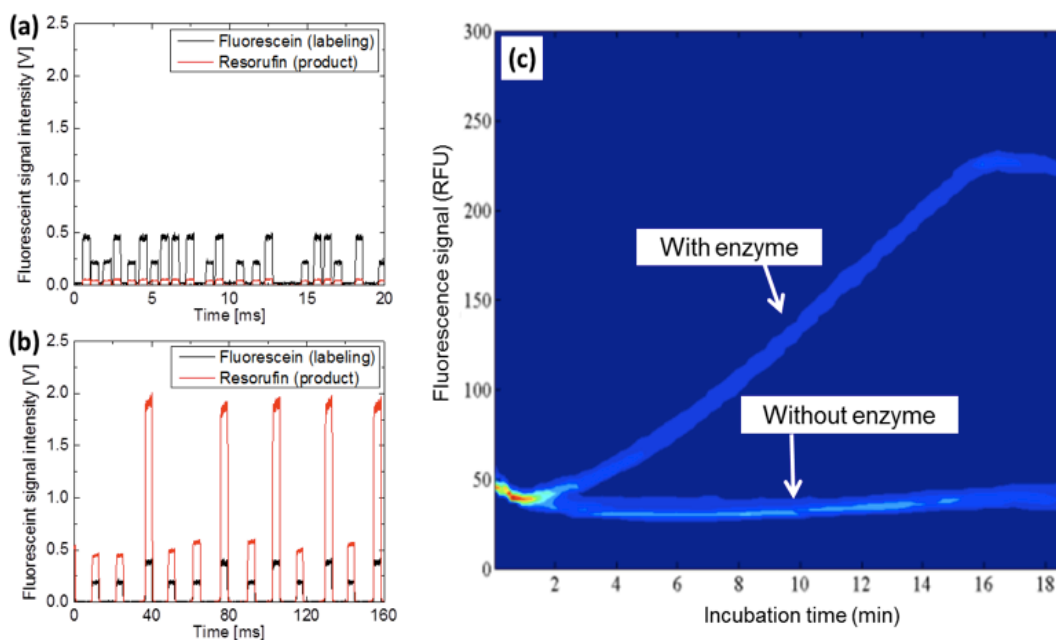 (a)
Fluoresceint signal intensity [V]
2.5
2.0
1.5
1.0
0.5
0.0
Fluorescein (labeling)
Resorufin (product)
0 5 10 15 20
Time [ms]
(b)
Fluoresceint signal intensity [V]
2.5
2.0
1.5
1.0
0.5
0.0
Fluorescein (labeling)
Resorufin (product)
0 40 80 120 160
Time [ms]
(c)
Fluorescence signal (RFU)
300
250
200
150
100
50
0
With enzyme
Without enzyme
2 4 6 8 10 12 14 16 18
Incubation time (min)